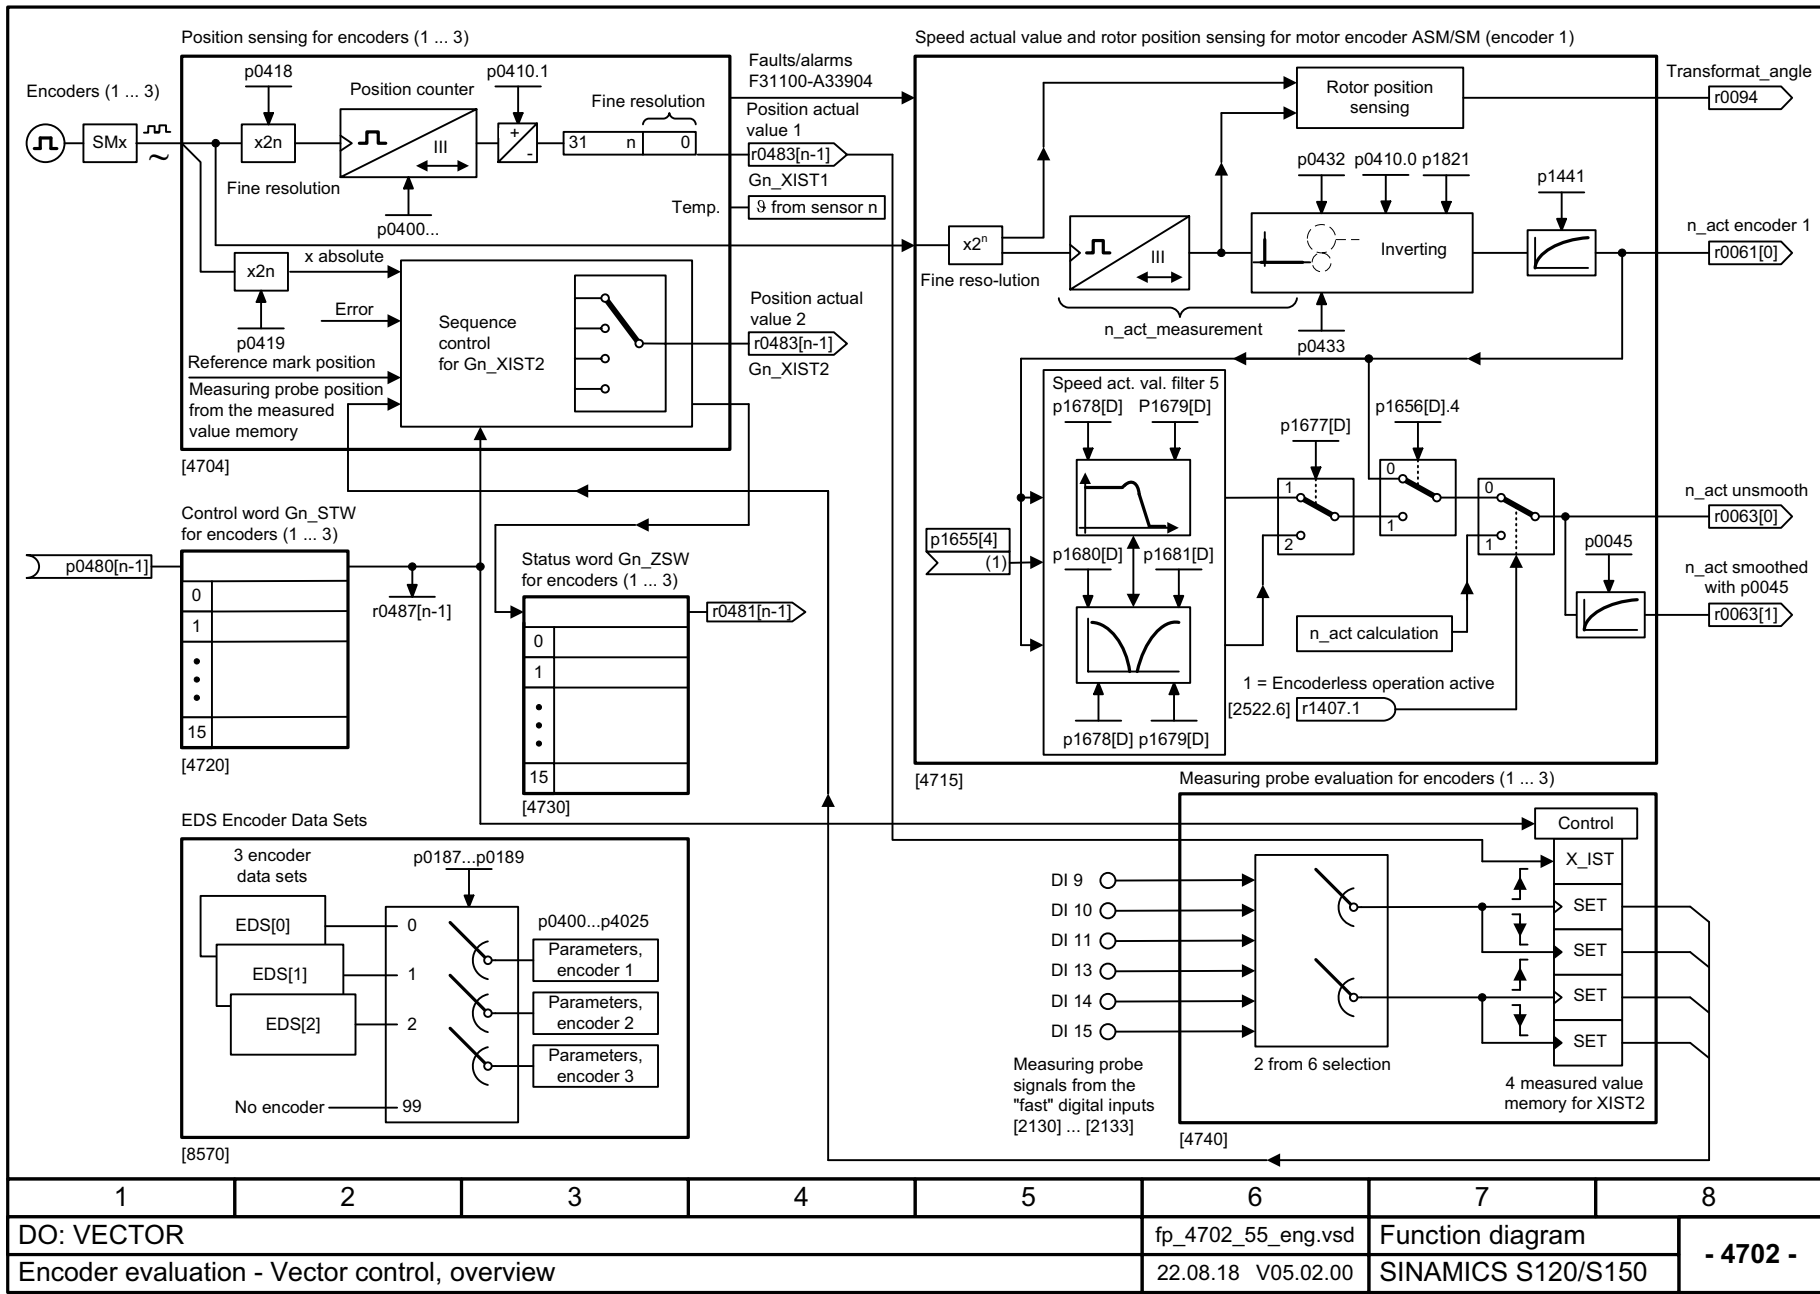 Position sensing for encoders (1 ... 3)
Encoders (1 ... 3)
SMx
~
p0418
x2n
Fine resolution
Position counter
III
p0400...
p0410.1
+
-
Fine resolution
31 n 0
Faults/alarms
F31100-A33904
Position actual
value 1
r0483[n-1]
Gn_XIST1
Temp.
ϑ from sensor n
x2n
x absolute
p0419
Error
Reference mark position
Measuring probe position
from the measured
value memory
Sequence
control
for Gn_XIST2
Position actual
value 2
r0483[n-1]
Gn_XIST2
[4704]
Control word Gn_STW
for encoders (1 ... 3)
p0480[n-1]
0
1
15
[4720]
r0487[n-1]
Status word Gn_ZSW
for encoders (1 ... 3)
0
1
15
[4730]
r0481[n-1]
EDS Encoder Data Sets
3 encoder
data sets
EDS[0]
EDS[1]
EDS[2]
No encoder
p0187...p0189
0
1
2
99
p0400...p4025
Parameters,
encoder 1
Parameters,
encoder 2
Parameters,
encoder 3
[8570]
Speed actual value and rotor position sensing for motor encoder ASM/SM (encoder 1)
Rotor position
sensing
Transformat_angle
r0094
x2ⁿ
Fine reso-lution
III
n_act_measurement
p0432 p0410.0 p1821
Inverting
p0433
p1441
n_act encoder 1
r0061[0]
Speed act. val. filter 5
p1678[D] P1679[D]
p1655[4]
(1)
p1680[D] p1681[D]
p1678[D] p1679[D]
p1677[D]
1
2
p1656[D].4
0
1
0
1
n_act calculation
1 = Encoderless operation active
[2522.6] r1407.1
n_act unsmooth
r0063[0]
p0045
n_act smoothed
with p0045
r0063[1]
[4715]
Measuring probe evaluation for encoders (1 ... 3)
Control
X_IST
SET
SET
SET
SET
DI 9
DI 10
DI 11
DI 13
DI 14
DI 15
Measuring probe
signals from the
"fast" digital inputs
[2130] ... [2133]
2 from 6 selection
4 measured value
memory for XIST2
[4740]
1 2 3 4 5 6 7 8
DO: VECTOR
fp_4702_55_eng.vsd
Function diagram
- 4702 -
Encoder evaluation - Vector control, overview
22.08.18 V05.02.00
SINAMICS S120/S150